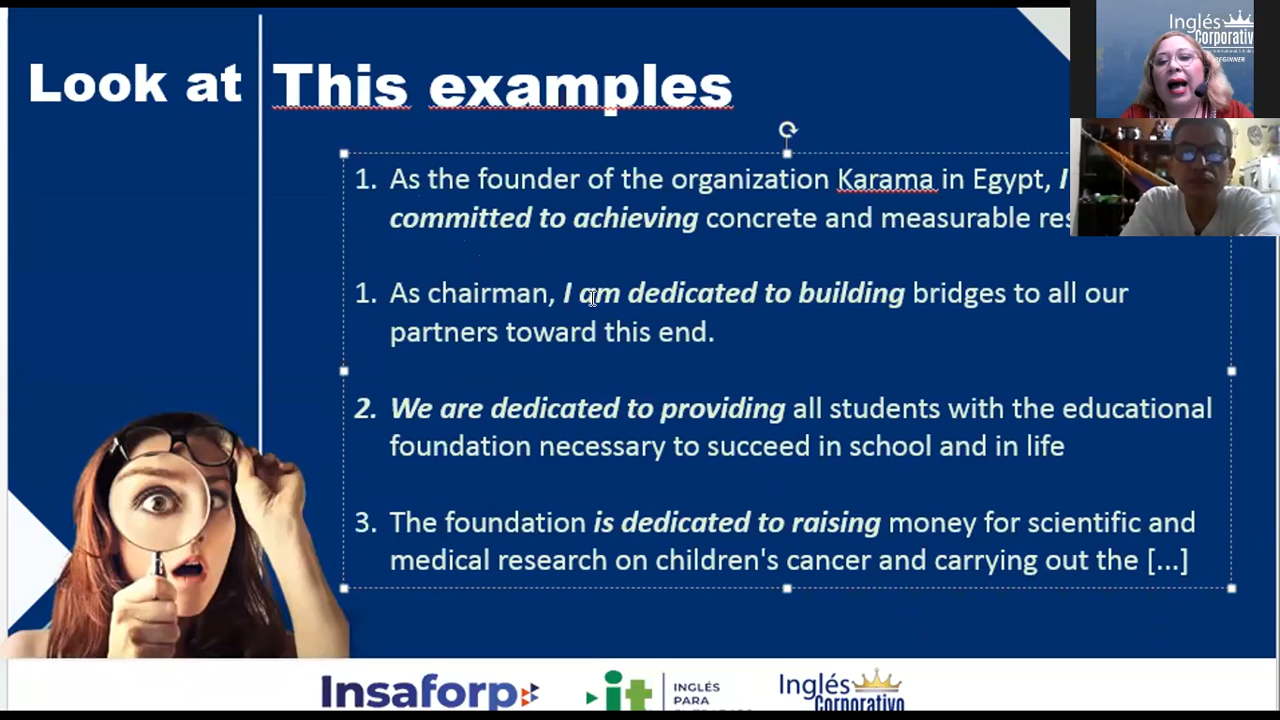 Look at This examples
1. As the founder of the organization Karama in Egypt, I
committed to achieving concrete and measurable res
1. As chairman, I am dedicated to building bridges to all our
partners toward this end.
2. We are dedicated to providing all students with the educational
foundation necessary to succeed in school and in life
3. The foundation is dedicated to raising money for scientific and
medical research on children's cancer and carrying out the [...]
Inglés
Corporativ
BEGINNER
Insaforp
it
INGLÉS
PARA
Inglés
Corporativo